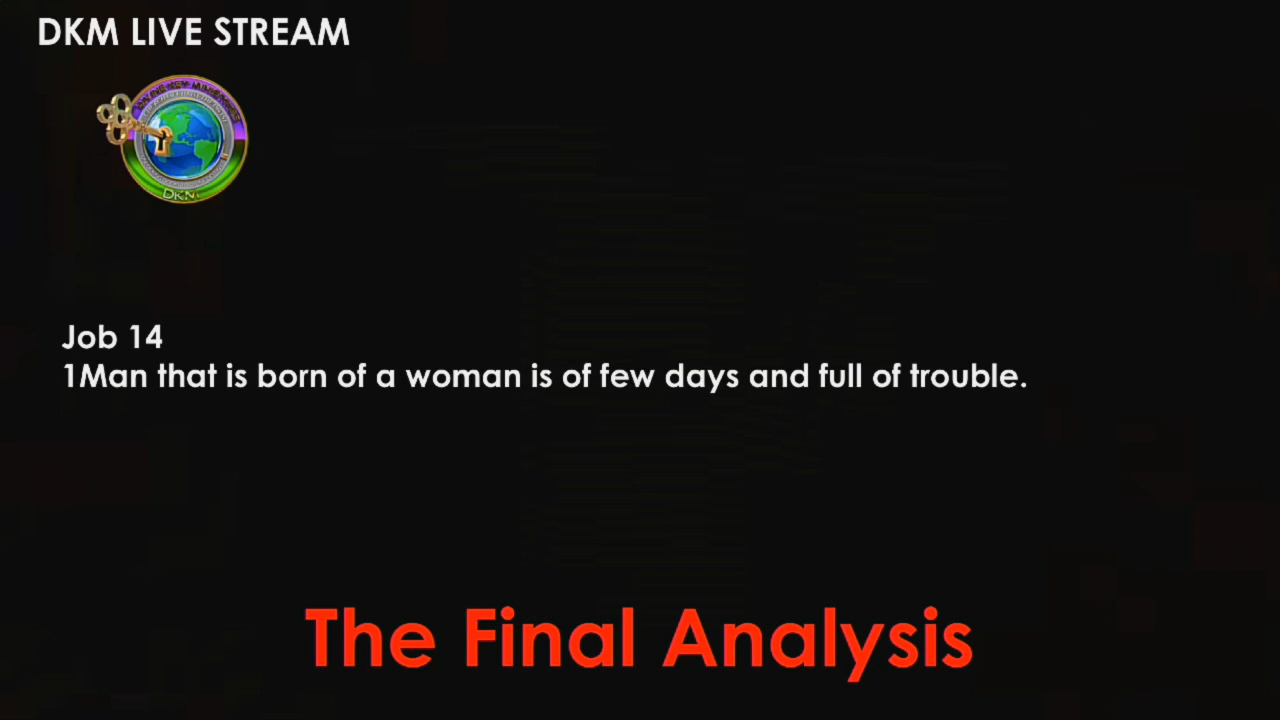 DKM LIVE STREAM
DKM
Job 14
1Man that is born of a woman is of few days and full of trouble.
The Final Analysis